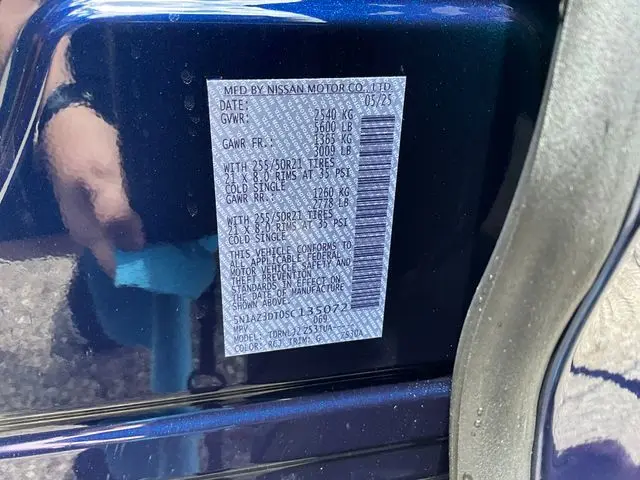 MFD BY NISSAN MOTOR CO., LTD.
DATE: 05/25
GVWR: 2540 KG
5600 LB
GAWR FR.: 1365 KG
3009 LB
WITH 255/50R21 TIRES
21 X 8.0 RIMS AT 35 PSI
COLD SINGLE
GAWR RR.: 1260 KG
2778 LB
WITH 255/50R21 TIRES
21 X 8.0 RIMS AT 35 PSI
COLD SINGLE
THIS VEHICLE CONFORMS TO
ALL APPLICABLE FEDERAL
MOTOR VEHICLE SAFETY AND
THEFT PREVENTION
STANDARDS IN EFFECT ON
THE DATE OF MANUFACTURE
SHOWN ABOVE.
5N1AZ3DT0SC135072
MPV 069
MODEL:
COLOR: TRIM: G